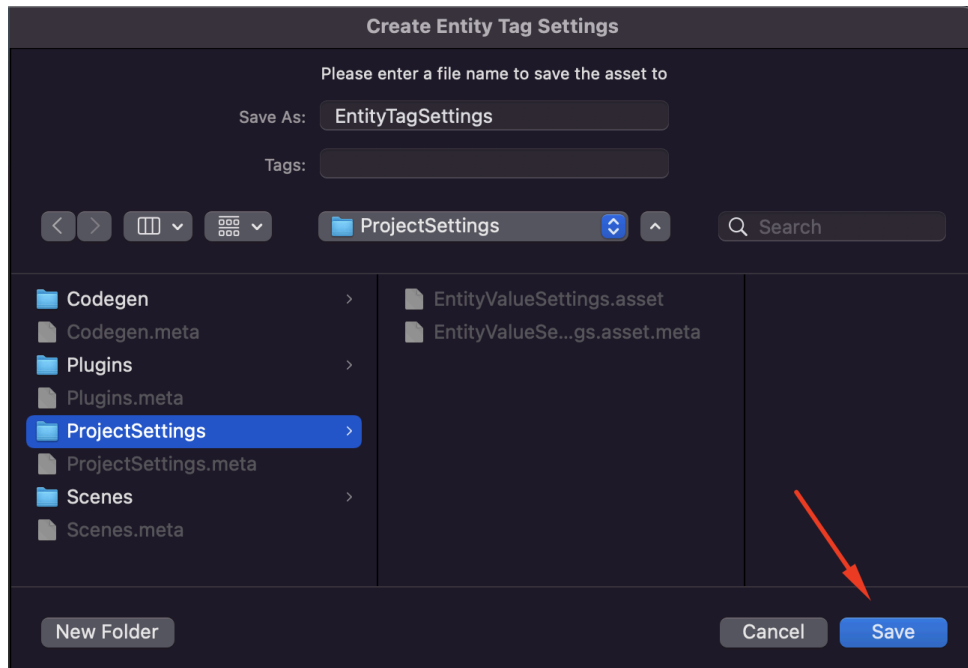 Create Entity Tag Settings
Please enter a file name to save the asset to
Save As: EntityTagSettings
Tags:
ProjectSettings
Search
Codegen
Codegen.meta
Plugins
Plugins.meta
ProjectSettings
ProjectSettings.meta
Scenes
Scenes.meta
EntityValueSettings.asset
EntityValueSe...gs.asset.meta
New Folder
Cancel
Save